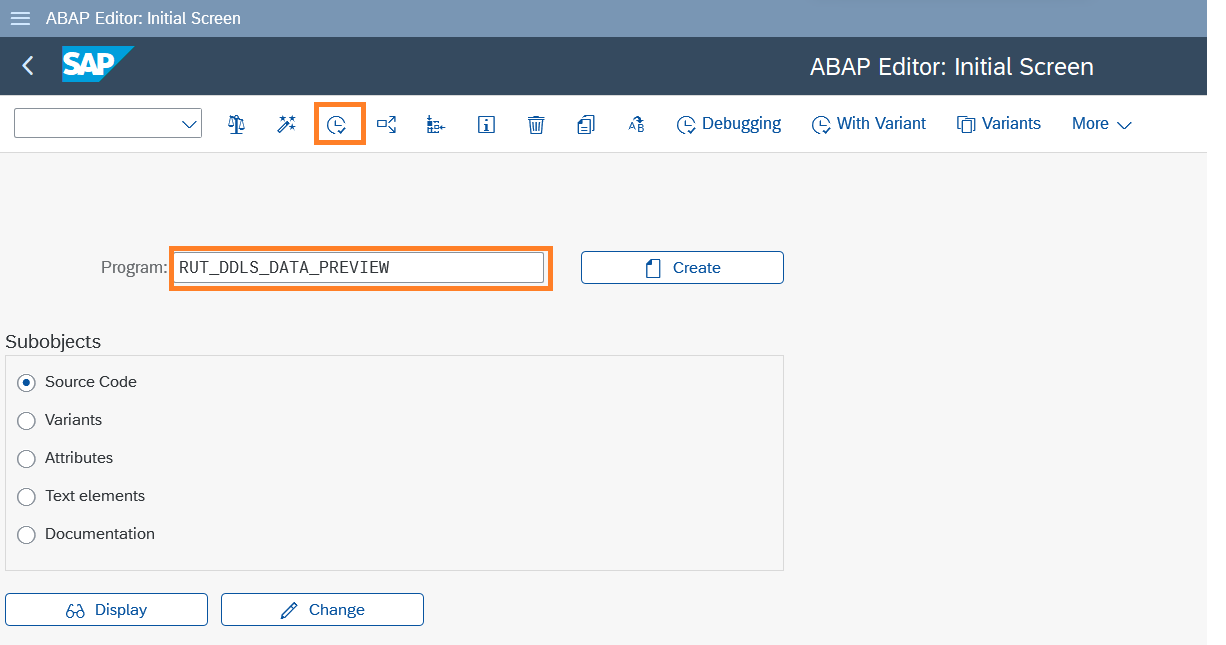 ABAP Editor: Initial Screen
SAP ABAP Editor: Initial Screen
Debugging With Variant Variants More
Program: RUT_DDLS_DATA_PREVIEW Create
Subobjects
Source Code
Variants
Attributes
Text elements
Documentation
Display Change